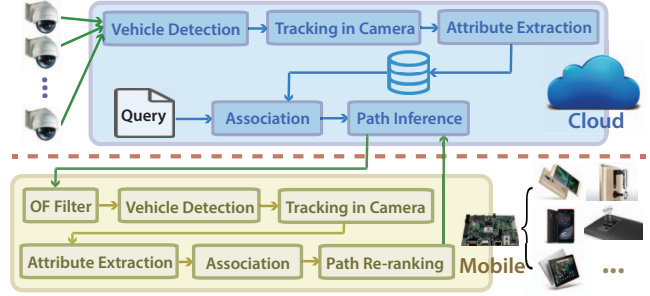 Vehicle Detection
Tracking in Camera
Attribute Extraction
Query
Association
Path Inference
Cloud
OF Filter
Vehicle Detection
Tracking in Camera
Attribute Extraction
Association
Path Re-ranking
Mobile